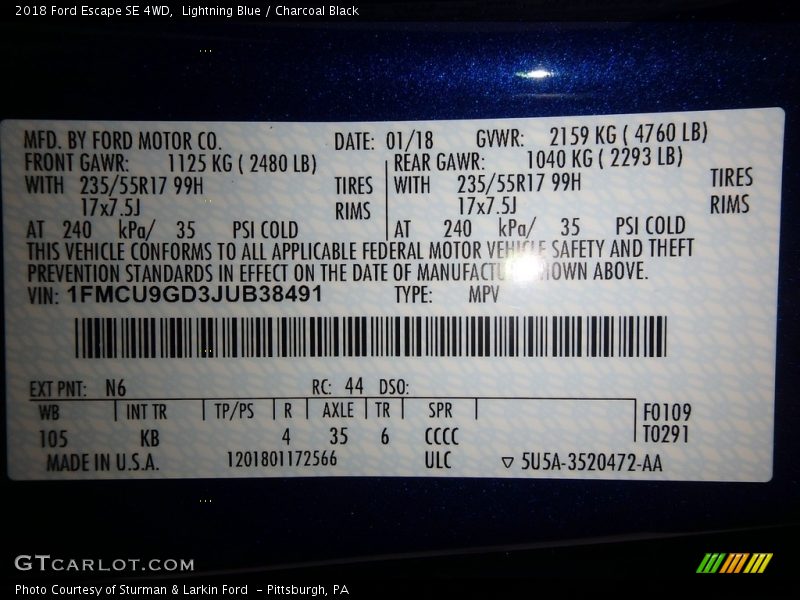 2018 Ford Escape SE 4WD,  Lightning Blue / Charcoal Black
MFD. BY FORD MOTOR CO. DATE: 01/18 GVWR: 2159 KG ( 4760 LB)
FRONT GAWR: 1125 KG ( 2480 LB) REAR GAWR: 1040 KG ( 2293 LB)
WITH 235/55R17 99H TIRES WITH 235/55R17 99H TIRES
17x7.5J RIMS 17x7.5J RIMS
AT 240 kPa/ 35 PSI COLD AT 240 kPa/ 35 PSI COLD
THIS VEHICLE CONFORMS TO ALL APPLICABLE FEDERAL MOTOR VEHICLE SAFETY AND THEFT
PREVENTION STANDARDS IN EFFECT ON THE DATE OF ABOVE.
VIN: 1FMCU9GD3JUB38491 TYPE: MPV
EXT PNT: N6 RC: 44 DSO:
WB INT TR TP/PS R AXLE TR SPR F0109
105 KB 4 35 6 CCCC T0291
MADE IN U.S.A. 1201801172566 ULC ▽ 5U5A-3520472-AA
GTCARLOT.COM
Photo Courtesy of Sturman & Larkin Ford  - Pittsburgh, PA